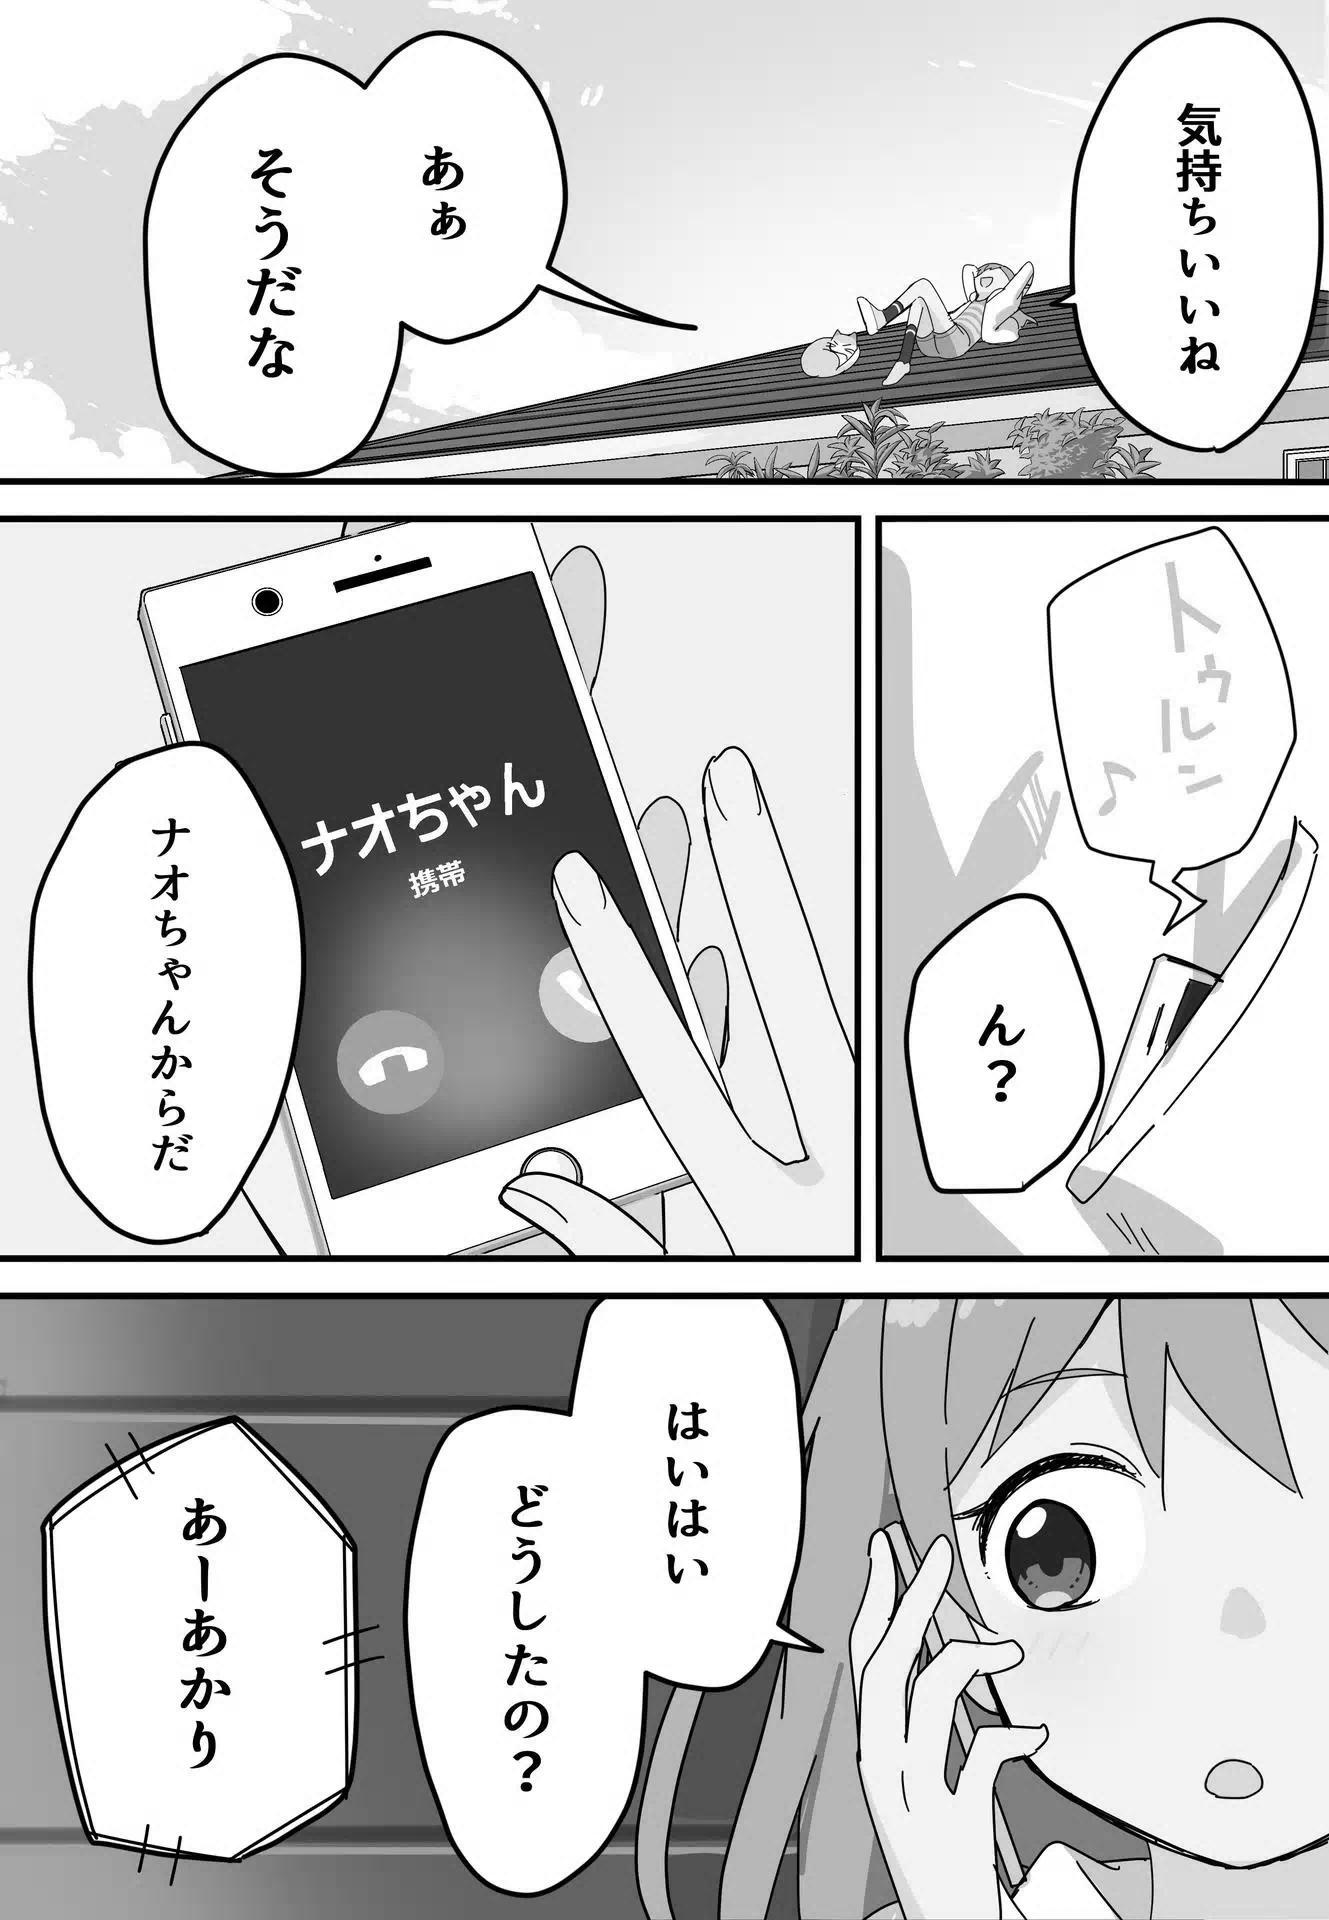 気持ちいいね
あぁ
そうだな
トゥルン♪
ん？
ナオちゃん
携帯
ナオちゃんからだ
はいはい
どうしたの？
あーあかり